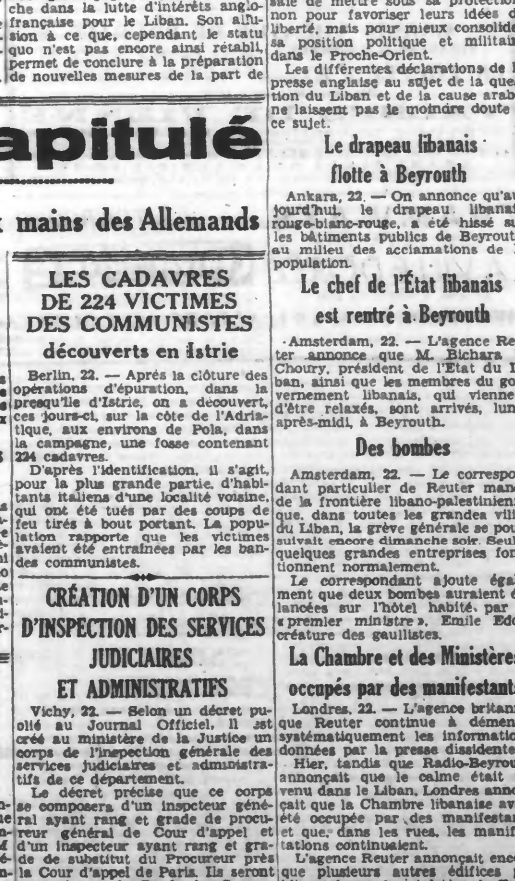 che dans la lutte d'intérêts anglo-
française pour le Liban. Son allu-
sion à ce que, cependant le statu
quo n'est pas encore ainsi rétabli,
permet de conclure à la préparation
de nouvelles mesures de la part de
apitulé
mains des Allemands
LES CADAVRES
DE 224 VICTIMES
DES COMMUNISTES
découverts en Istrie
Berlin, 22. — Après la clôture des
opérations d'épuration, dans la
presqu'île d'Istrie, on a découvert,
ces jours-ci, sur la côte de l'Adria-
tique, aux environs de Pola, dans
la campagne, une fosse contenant
224 cadavres.
D'après l'identification, il s'agit,
pour la plus grande partie, d'habi-
tants italiens d'une localité voisine,
qui ont été tués par des coups de
feu tirés à bout portant. La popu-
lation rapporte que les victimes
avaient été entraînées par les ban-
des communistes.
CRÉATION D'UN CORPS
D'INSPECTION DES SERVICES
JUDICIAIRES
ET ADMINISTRATIFS
Vichy, 22. — Selon un décret pu-
blié au Journal Officiel, il est
créé au ministère de la Justice un
corps de l'inspection générale des
services judiciaires et administra-
tifs de ce département.
Le décret précise que ce corps
se composera d'un inspcteur géné-
ral ayant rang et grade de procu-
reur général de Cour d'appel et
d'un inspecteur ayant rang et gra-
de de substitut du Procureur près
la Cour d'appel de Paris. Ils seront
saie de mettre sous sa protection
non pour favoriser leurs idées d
liberté, mais pour mieux consolide
sa position politique et militair
dans le Proche-Orient.
Les différentes déclarations de l
presse anglaise au sujet de la que
tion du Liban et de la cause arab
ne laissent pas le moindre doute
ce sujet.
Le drapeau libanais
flotte à Beyrouth
Ankara, 22. — On annonce qu'au
jourd'hui, le drapeau libanai
rouge-blanc-rouge, a été hissé su
les bâtiments publics de Beyrout
au milieu des acclamations de
population.
Le chef de l'État libanais
est rentré à Beyrouth
Amsterdam, 22. — L'agence Reu
ter annonce que M. Bichara
Choutry, président de l'Etat du L
ban, ainsi que les membres du go
vernement libanais, qui vienne
d'être relaxés, sont arrivés, lun
après-midi, à Beyrouth.
Des bombes
Amsterdam, 22. — Le correspo
dant particulier de Reuter man
de la frontière libano-palestinien
que, dans toutes les grandes vill
du Liban, la grève générale se pou
suivait encore dimanche soir. Seul
quelques grandes entreprises fon
tionnent normalement.
Le correspondant ajoute éga
ment que deux bombes auraient é
lancées sur l'hôtel habité par
« premier ministre », Emile Edd
créature des gaullistes.
La Chambre et des Ministère
occupés par des manifestant
Londres, 22. — L'agence britann
que Reuter continue à démen
systématiquement les informatio
données par la presse dissidente
Hier, tandis que Radio-Beyrou
annonçait que le calme était
venu dans le Liban, Londres anno
çait que la Chambre libanaise av
été occupée par des manifestan
et que, dans les rues, les manif
tations continuaient.
L'agence Reuter annonçait enc
que plusieurs autres édifices